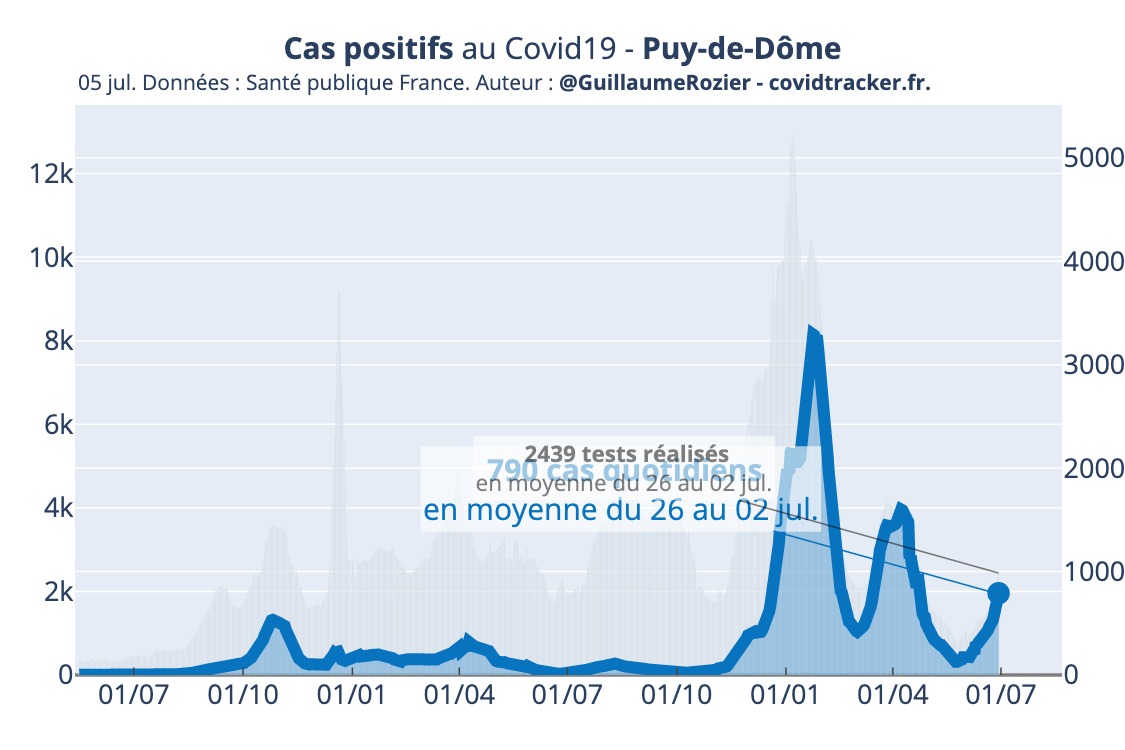 Cas positifs au Covid19 - Puy-de-Dôme
05 jul. Données : Santé publique France. Auteur : @GuillaumeRozier - covidtracker.fr.
12k
10k
8k
6k
4k
2k
0
5000
4000
3000
2000
1000
0
2439 tests réalisés
en moyenne du 26 au 02 jul.
790 cas quotidiens
en moyenne du 26 au 02 jul.
01/07
01/10
01/01
01/04
01/07
01/10
01/01
01/04
01/07